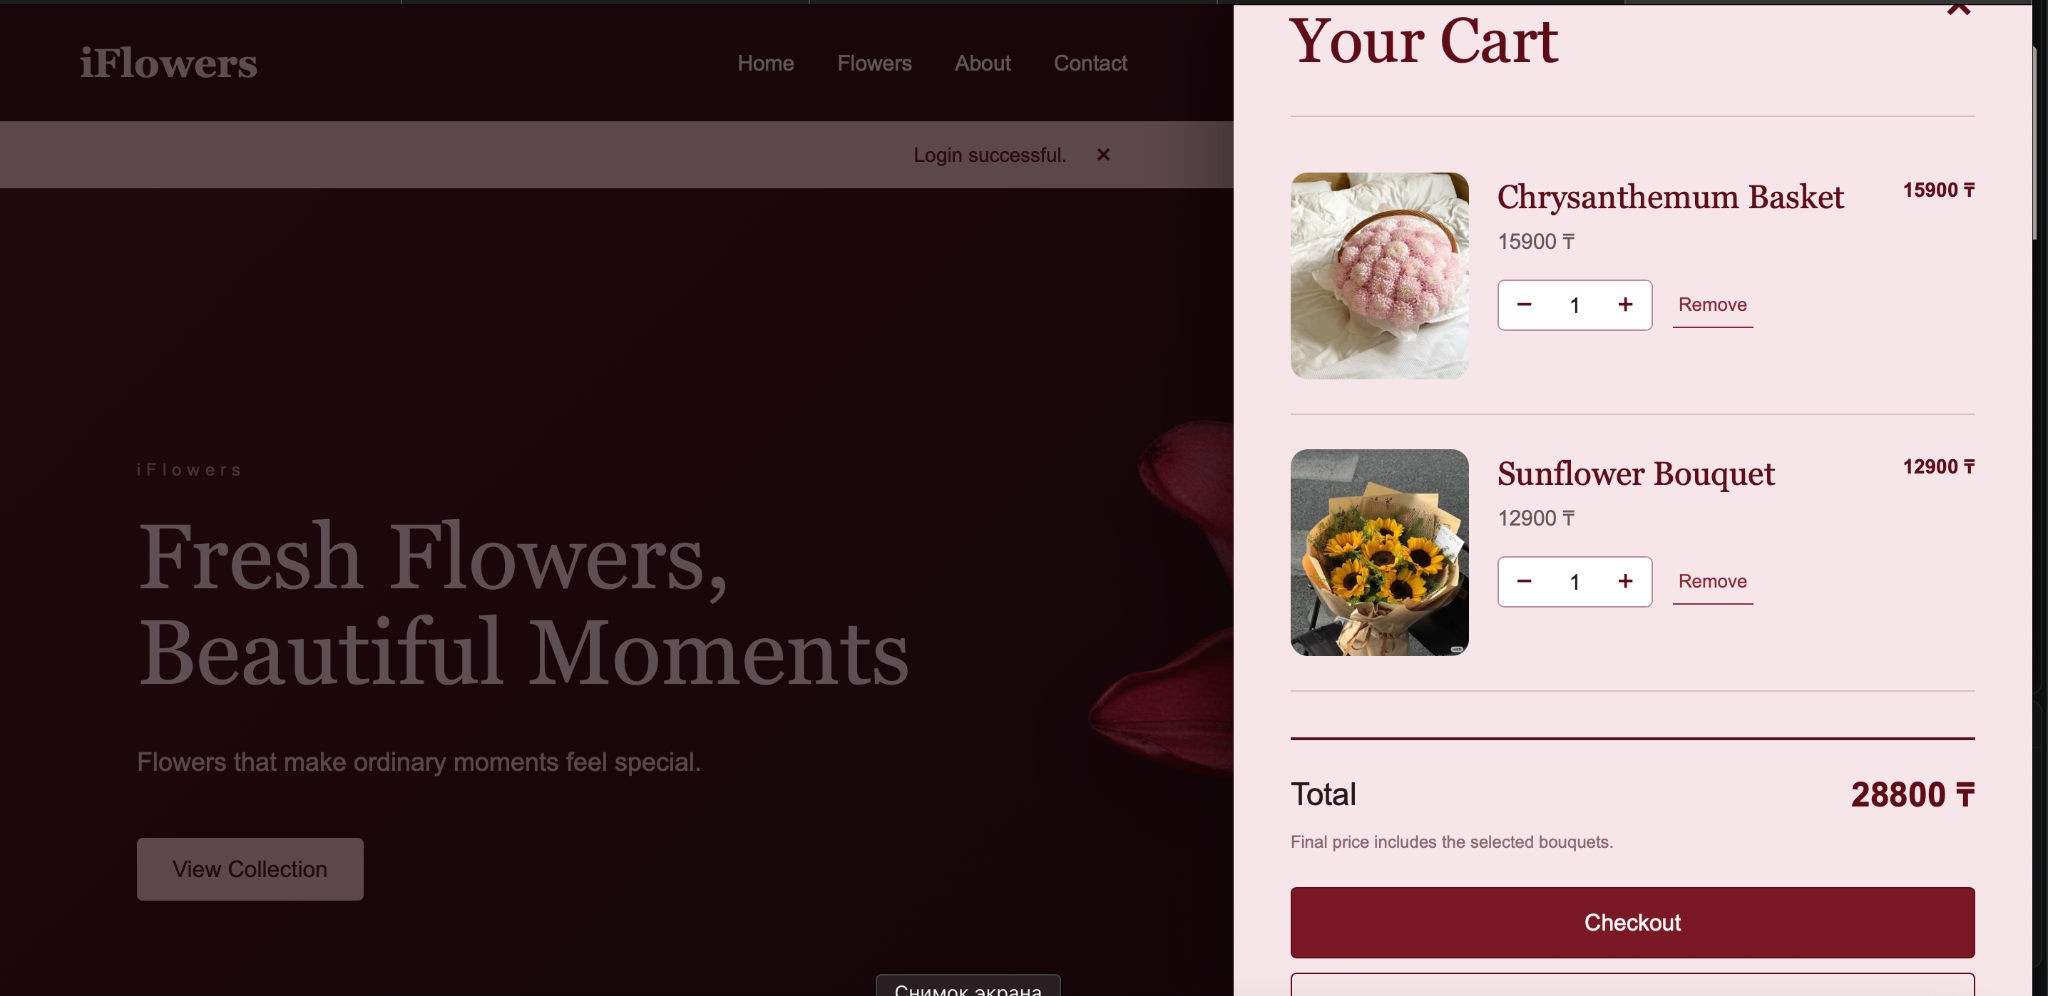 iFlowers
Home Flowers About Contact
Login successful. ×
iFlowers
Fresh Flowers,
Beautiful Moments
Flowers that make ordinary moments feel special.
View Collection
Your Cart
Chrysanthemum Basket 15900 ₸
15900 ₸
− 1 + Remove
Sunflower Bouquet 12900 ₸
12900 ₸
− 1 + Remove
Total 28800 ₸
Final price includes the selected bouquets.
Checkout
Снимок экрана